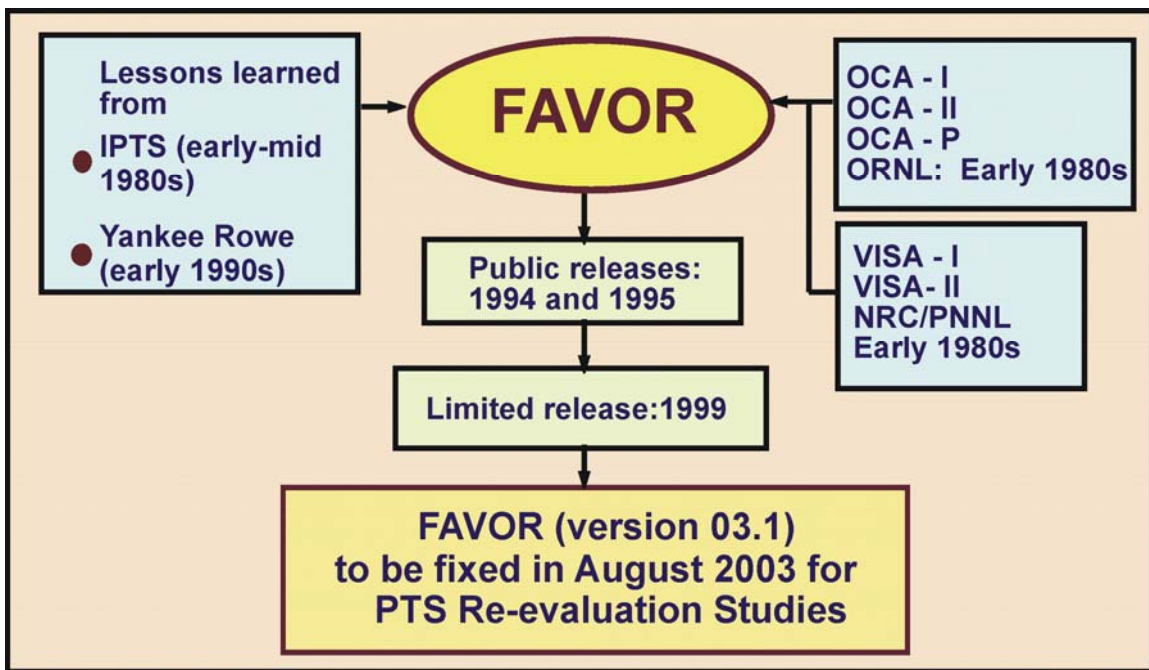 Lessons learned
from
IPTS (early-mid
1980s)
Yankee Rowe
(early 1990s)
FAVOR
OCA - I
OCA - II
OCA - P
ORNL: Early 1980s
VISA - I
VISA- II
NRC/PNNL
Early 1980s
Public releases:
1994 and 1995
Limited release:1999
FAVOR (version 03.1)
to be fixed in August 2003 for
PTS Re-evaluation Studies